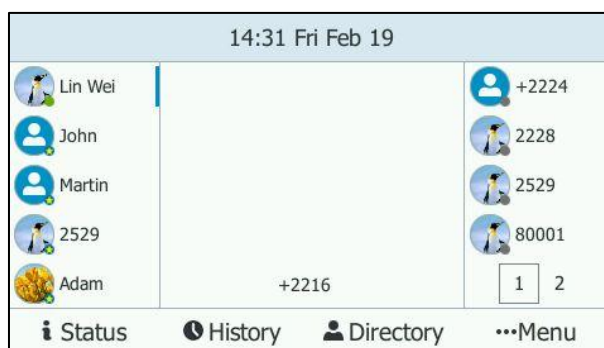 14:31 Fri Feb 19
Lin Wei
+2224
John
2228
Martin
2529
2529
80001
Adam
+2216
1 2
Status History Directory Menu